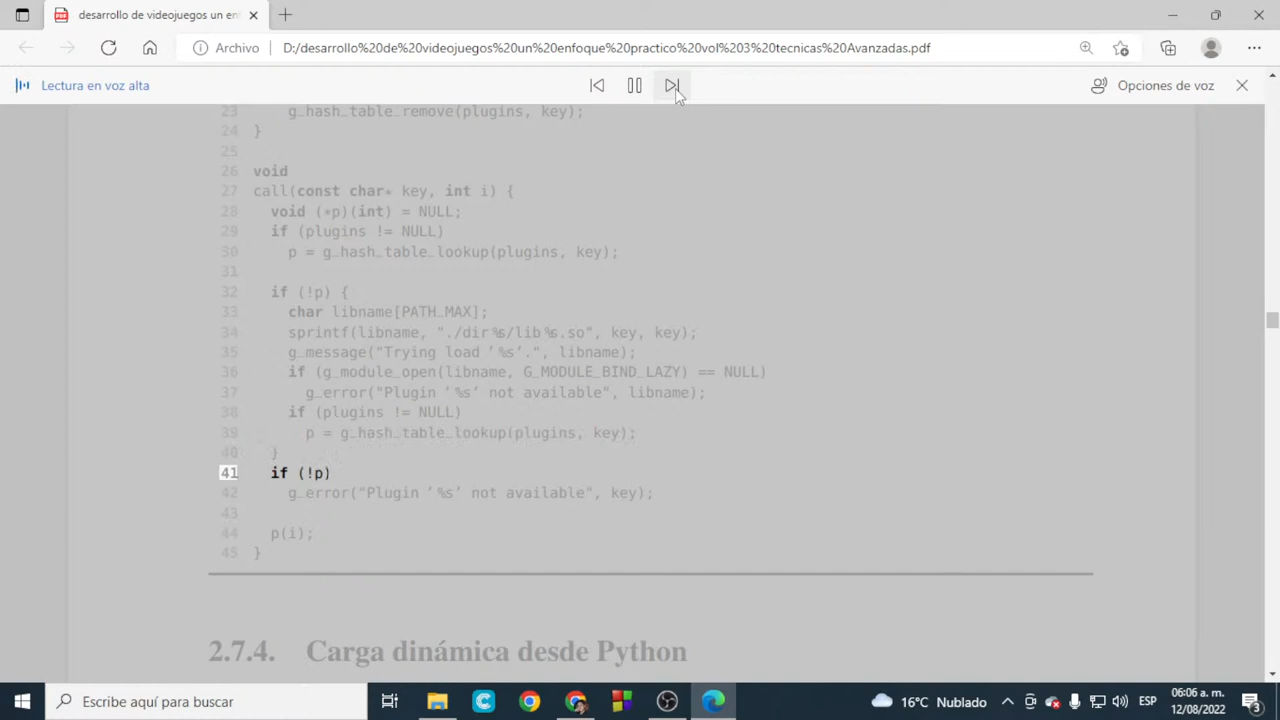 desarrollo de videojuegos un en
Archivo D:/desarrollo%20de%20videojuegos%20un%20enfoque%20practico%20vol%203%20tecnicas%20Avanzadas.pdf
Lectura en voz alta
Opciones de voz
23 g_hash_table_remove(plugins, key);
24 }
25
26 void
27 call(const char* key, int i) {
28 void (*p)(int) = NULL;
29 if (plugins != NULL)
30 p = g_hash_table_lookup(plugins, key);
31
32 if (!p) {
33 char libname[PATH_MAX];
34 sprintf(libname, "./dir%s/lib%s.so", key, key);
35 g_message("Trying load ’%s’.", libname);
36 if (g_module_open(libname, G_MODULE_BIND_LAZY) == NULL)
37 g_error("Plugin ’%s’ not available", libname);
38 if (plugins != NULL)
39 p = g_hash_table_lookup(plugins, key);
40 }
41 if (!p)
42 g_error("Plugin ’%s’ not available", key);
43
44 p(i);
45 }
2.7.4. Carga dinámica desde Python
Escribe aquí para buscar
16°C Nublado
ESP
06:06 a. m.
12/08/2022
3